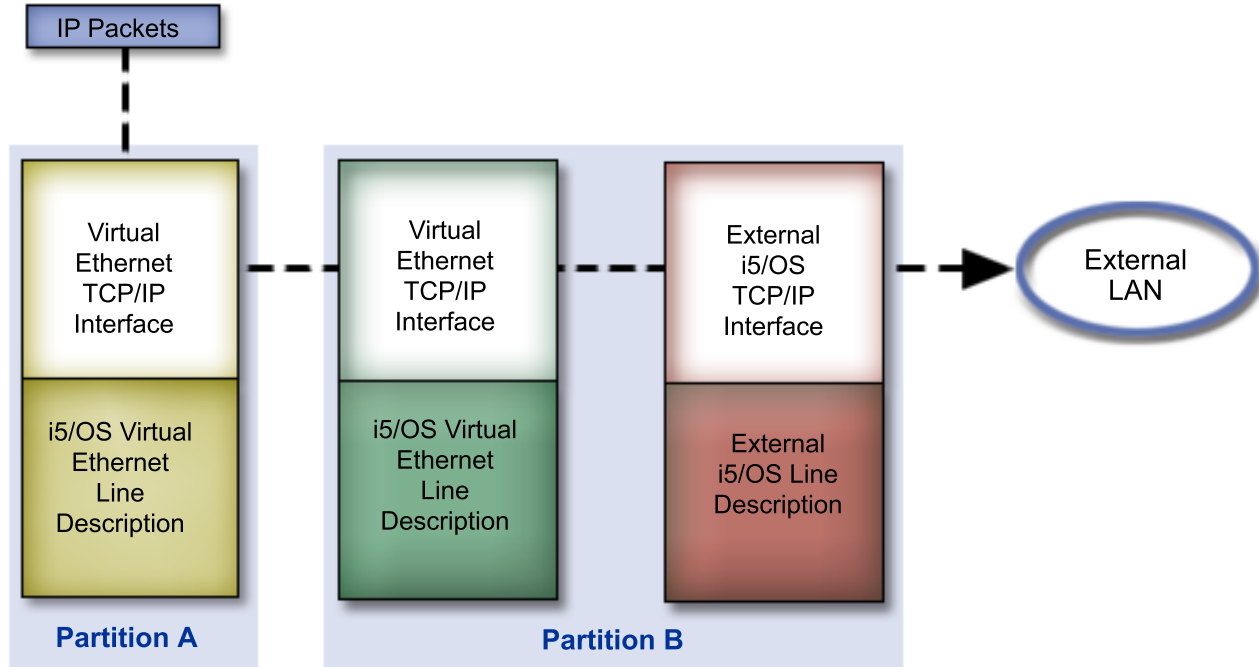 IP Packets
Virtual
Ethernet
TCP/IP
Interface
i5/OS Virtual
Ethernet
Line
Description
Partition A
Virtual
Ethernet
TCP/IP
Interface
i5/OS Virtual
Ethernet
Line
Description
External
i5/OS
TCP/IP
Interface
External
i5/OS Line
Description
Partition B
External
LAN